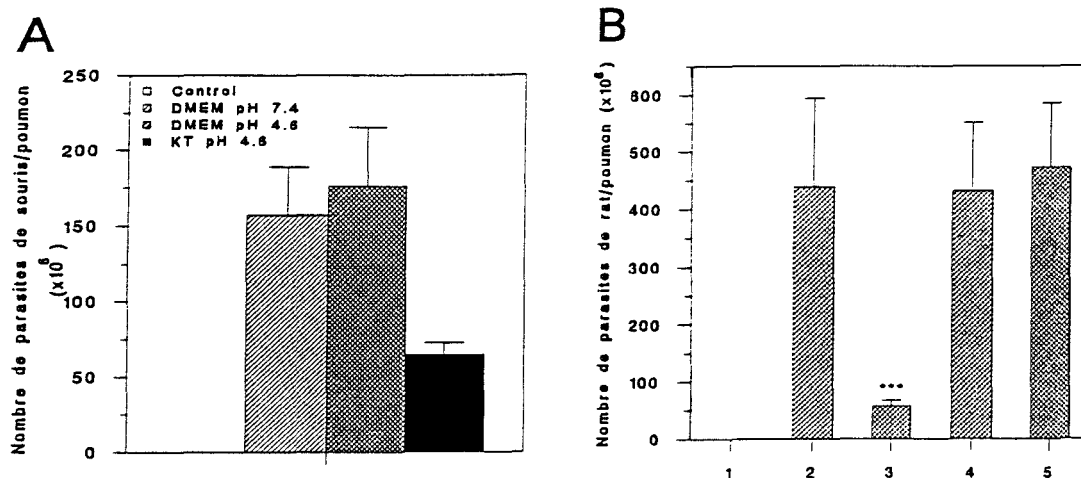 A
Nombre de parasites de souris/poumon
(x10⁶)
250
200
150
100
50
0
Control
DMEM pH 7.4
DMEM pH 4.6
KT pH 4.6
B
Nombre de parasites de rat/poumon (x10⁶)
600
500
400
300
200
100
0
***
1 2 3 4 5